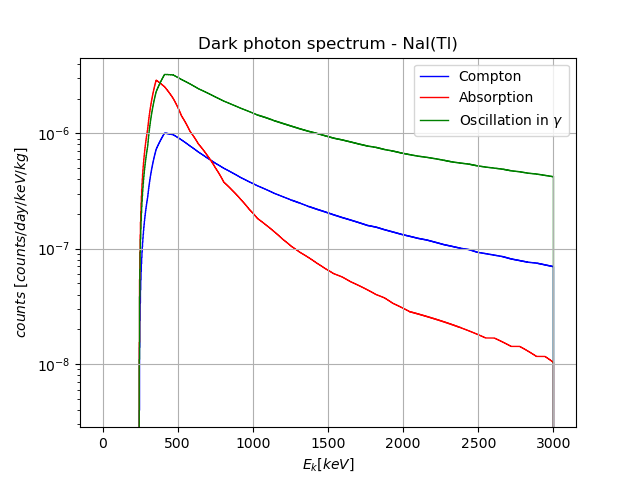 Dark photon spectrum - NaI(Tl)
Compton
Absorption
Oscillation in γ
10⁻⁶
10⁻⁷
10⁻⁸
counts [counts/day/keV/kg]
0 500 1000 1500 2000 2500 3000
Eₖ[keV]